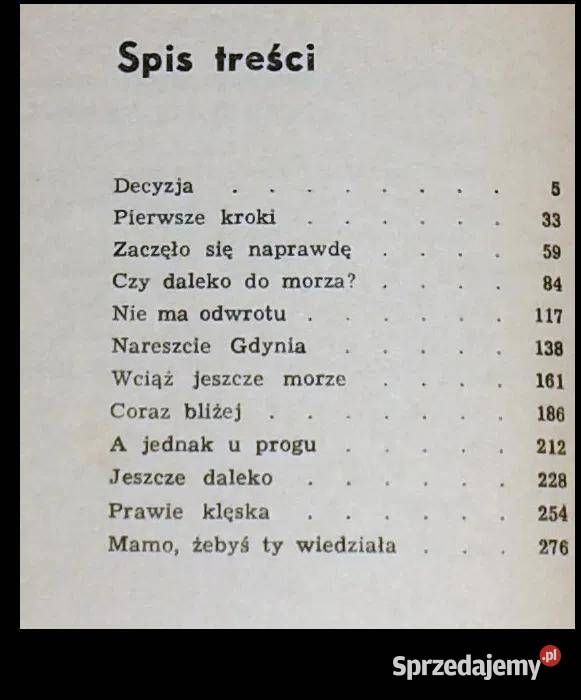 Spis treści
Decyzja . . . . . . . . 5
Pierwsze kroki . . . . . . 33
Zaczęło się naprawdę . . . . 59
Czy daleko do morza? . . . . 84
Nie ma odwrotu . . . . . . 117
Nareszcie Gdynia . . . . . 138
Wciąż jeszcze morze . . . . 161
Coraz bliżej . . . . . . . 186
A jednak u progu . . . . . 212
Jeszcze daleko . . . . . . 228
Prawie klęska . . . . . . 254
Mamo, żebyś ty wiedziała . . . 276
Sprzedajemy.pl